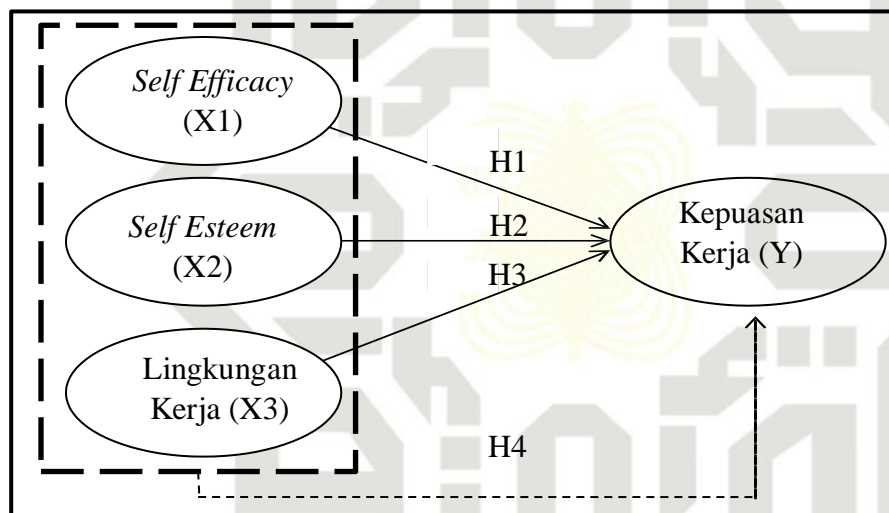 Self Efficacy
(X1)
H1
Self Esteem
(X2)
H2
Kepuasan
Kerja (Y)
H3
Lingkungan
Kerja (X3)
H4